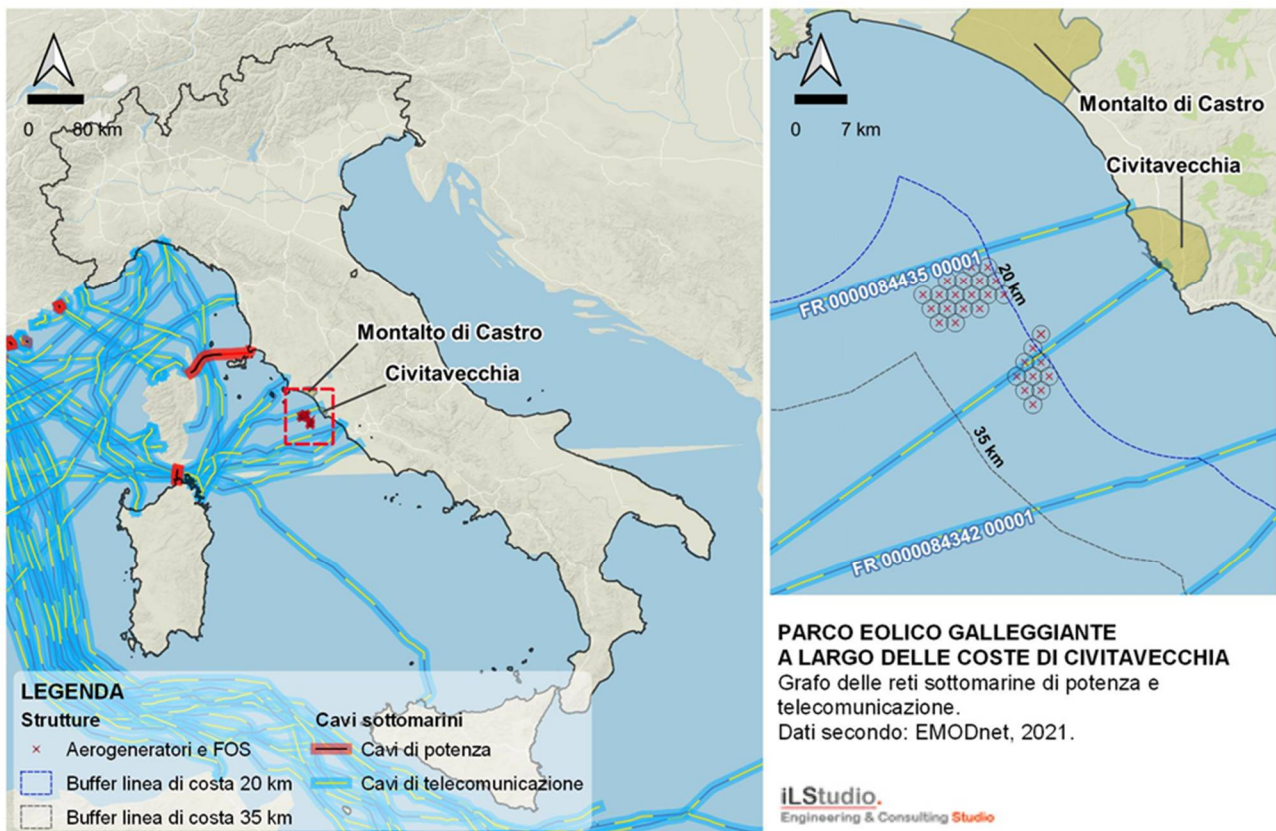 0 80 km
Montalto di Castro
Civitavecchia
LEGENDA
Strutture
Aerogeneratori e FOS
Buffer linea di costa 20 km
Buffer linea di costa 35 km
Cavi sottomarini
Cavi di potenza
Cavi di telecomunicazione
0 7 km
Montalto di Castro
Civitavecchia
FR 0000084435 00001
20 km
35 km
FR 0000084342 00001
PARCO EOLICO GALLEGGIANTE
A LARGO DELLE COSTE DI CIVITAVECCHIA
Grafo delle reti sottomarine di potenza e
telecomunicazione.
Dati secondo: EMODnet, 2021.
iLStudio.
Engineering & Consulting Studio